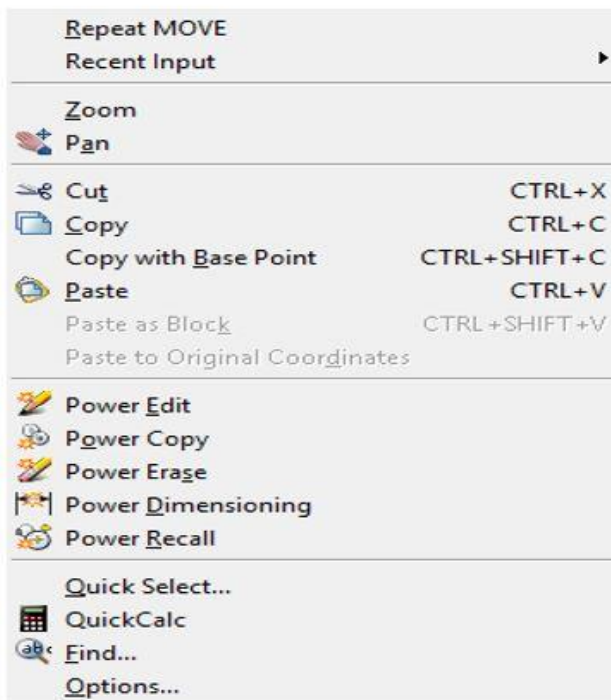 Repeat MOVE
Recent Input
Zoom
Pan
Cut CTRL+X
Copy CTRL+C
Copy with Base Point CTRL+SHIFT+C
Paste CTRL+V
Paste as Block CTRL+SHIFT+V
Paste to Original Coordinates
Power Edit
Power Copy
Power Erase
Power Dimensioning
Power Recall
Quick Select...
QuickCalc
Find...
Options...